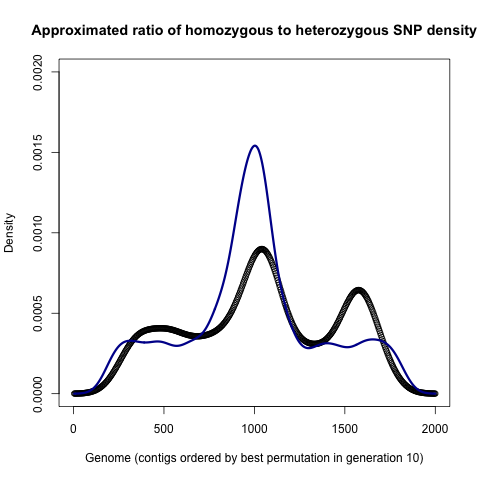 Approximated ratio of homozygous to heterozygous SNP density
0.0020
0.0015
0.0010
0.0005
0.0000
Density
0 500 1000 1500 2000
Genome (contigs ordered by best permutation in generation 10)